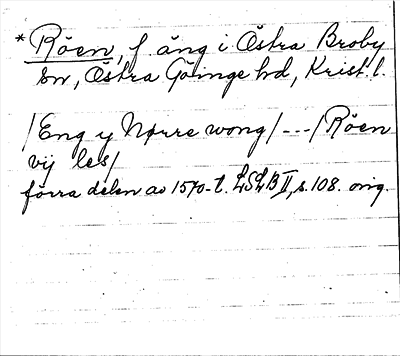 * Röen, f. äng i Östra Broby
sn, Östra Göinge hd, Krist. l.
/Eng y Nørre wong/ --- /Röen
vij les/
förra delen av 1570-t. LSLB II, s. 108. orig.